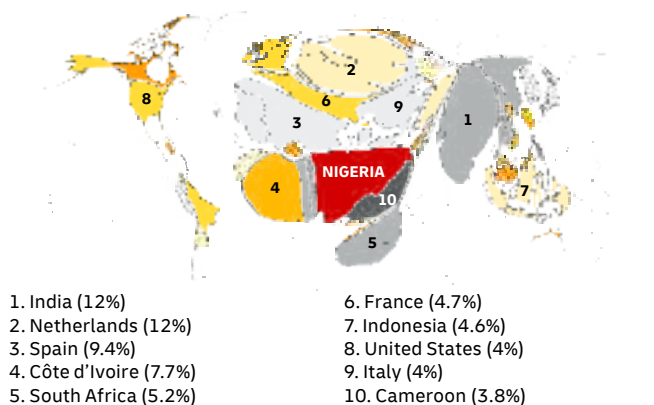 2
6
8
9
3
1
NIGERIA
4
7
10
5
1. India (12%)
2. Netherlands (12%)
3. Spain (9.4%)
4. Côte d’Ivoire (7.7%)
5. South Africa (5.2%)
6. France (4.7%)
7. Indonesia (4.6%)
8. United States (4%)
9. Italy (4%)
10. Cameroon (3.8%)